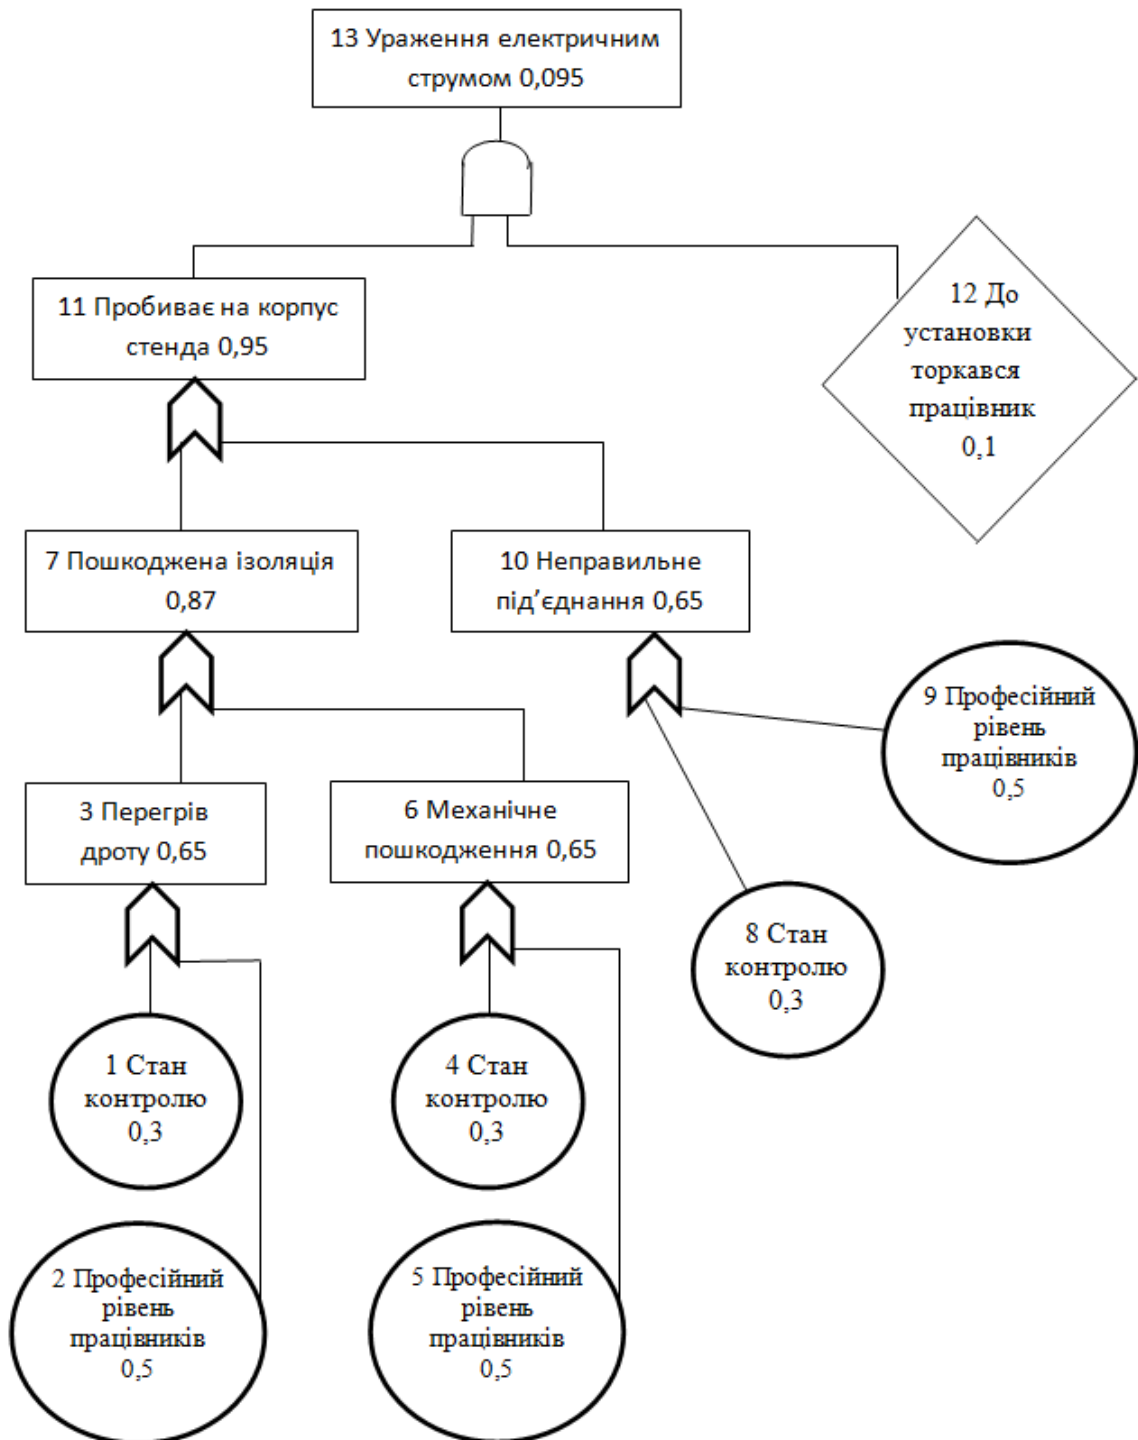 13 Ураження електричним
струмом 0,095
11 Пробиває на корпус
стенда 0,95
12 До
установки
торкався
працівник
0,1
7 Пошкоджена ізоляція
0,87
10 Неправильне
під’єднання 0,65
9 Професійний
рівень
працівників
0,5
3 Перегрів
дроту 0,65
6 Механічне
пошкодження 0,65
8 Стан
контролю
0,3
1 Стан
контролю
0,3
4 Стан
контролю
0,3
2 Професійний
рівень
працівників
0,5
5 Професійний
рівень
працівників
0,5